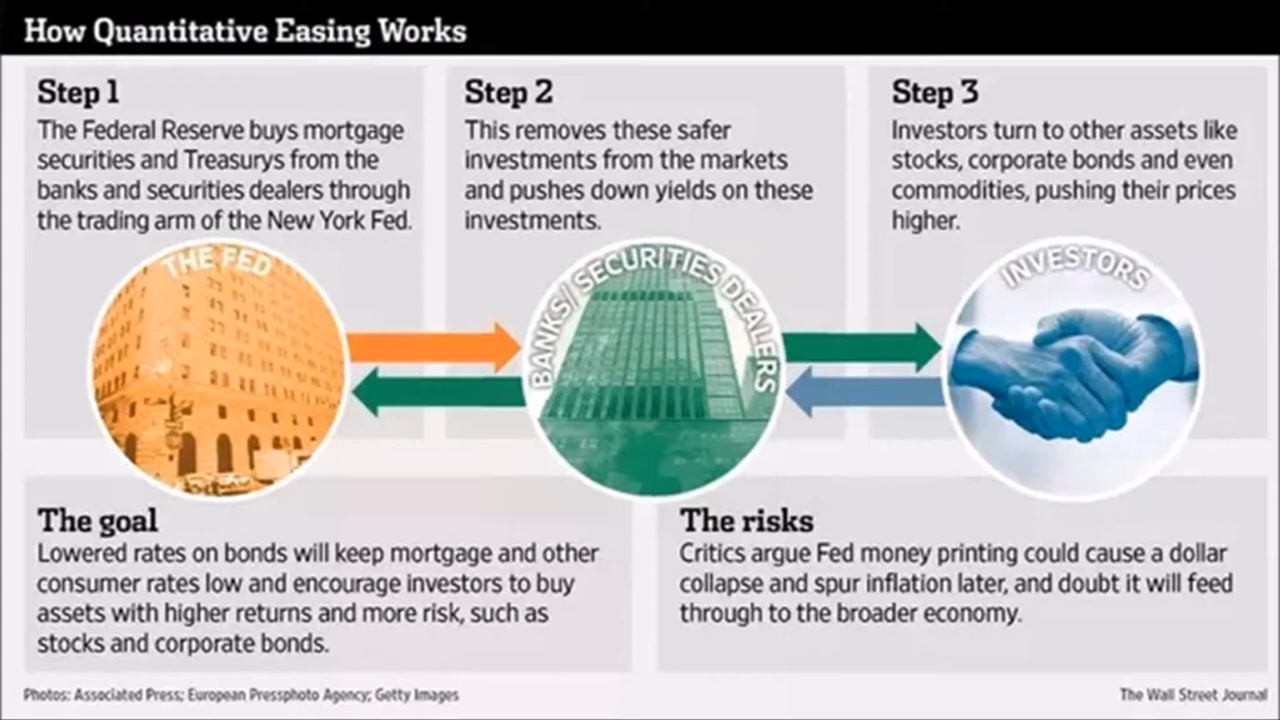 How Quantitative Easing Works
Step 1
The Federal Reserve buys mortgage
securities and Treasurys from the
banks and securities dealers through
the trading arm of the New York Fed.
Step 2
This removes these safer
investments from the markets
and pushes down yields on these
investments.
Step 3
Investors turn to other assets like
stocks, corporate bonds and even
commodities, pushing their prices
higher.
THE FED
BANKS/ SECURITIES DEALERS
INVESTORS
The goal
Lowered rates on bonds will keep mortgage and other
consumer rates low and encourage investors to buy
assets with higher returns and more risk, such as
stocks and corporate bonds.
The risks
Critics argue Fed money printing could cause a dollar
collapse and spur inflation later, and doubt it will feed
through to the broader economy.
Photos: Associated Press; European Pressphoto Agency; Getty Images
The Wall Street Journal